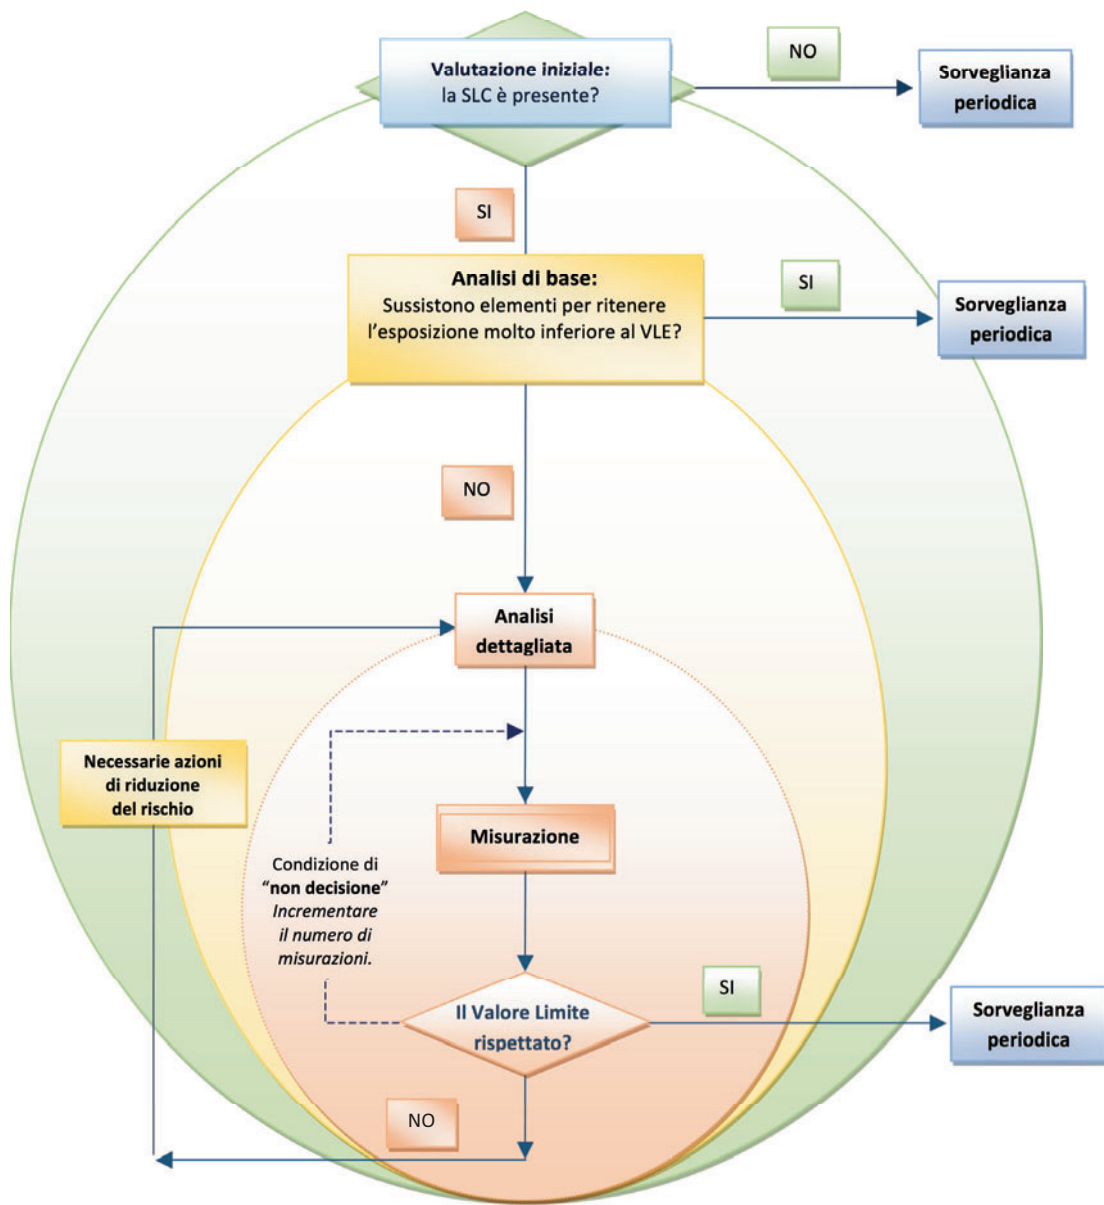 Valutazione iniziale:
la SLC è presente?
NO
Sorveglianza
periodica
SI
Analisi di base:
Sussistono elementi per ritenere
l’esposizione molto inferiore al VLE?
SI
Sorveglianza
periodica
NO
Analisi
dettagliata
Necessarie azioni
di riduzione
del rischio
Misurazione
Condizione di
“non decisione”
Incrementare
il numero di
misurazioni.
Il Valore Limite
rispettato?
SI
Sorveglianza
periodica
NO